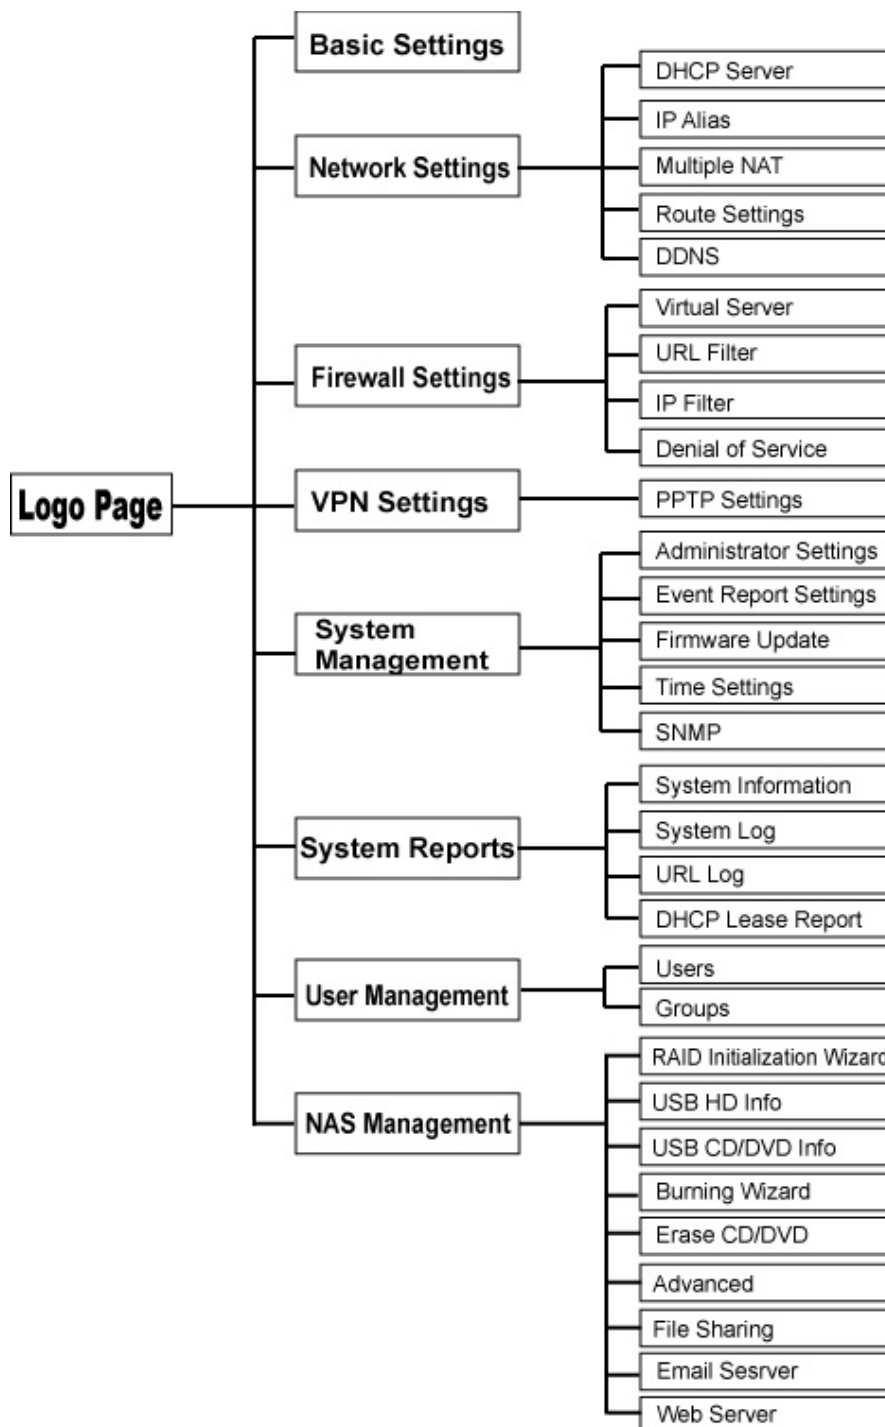 Basic Settings
DHCP Server
IP Alias
Network Settings
Multiple NAT
Route Settings
DDNS
Virtual Server
URL Filter
Firewall Settings
IP Filter
Denial of Service
Logo Page
VPN Settings
PPTP Settings
Administrator Settings
Event Report Settings
System
Management
Firmware Update
Time Settings
SNMP
System Information
System Log
System Reports
URL Log
DHCP Lease Report
Users
User Management
Groups
RAID Initialization Wizard
USB HD Info
NAS Management
USB CD/DVD Info
Burning Wizard
Erase CD/DVD
Advanced
File Sharing
Email Sesrver
Web Server